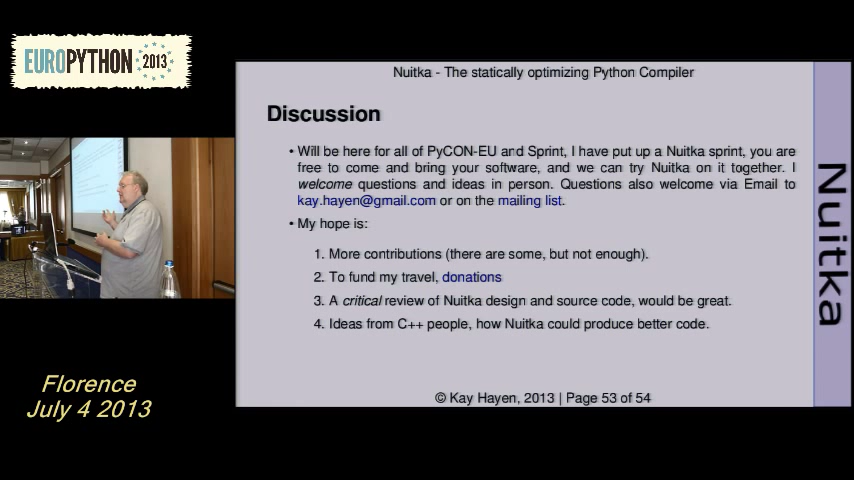 EUROPYTHON 2013
Nuitka - The statically optimizing Python Compiler
Discussion
• Will be here for all of PyCON-EU and Sprint, I have put up a Nuitka sprint, you are
free to come and bring your software, and we can try Nuitka on it together. I
welcome questions and ideas in person. Questions also welcome via Email to
kay.hayen@gmail.com or on the mailing list.
• My hope is:
1. More contributions (there are some, but not enough).
2. To fund my travel, donations
3. A critical review of Nuitka design and source code, would be great.
4. Ideas from C++ people, how Nuitka could produce better code.
© Kay Hayen, 2013 | Page 53 of 54
Nuitka
Florence
July 4 2013